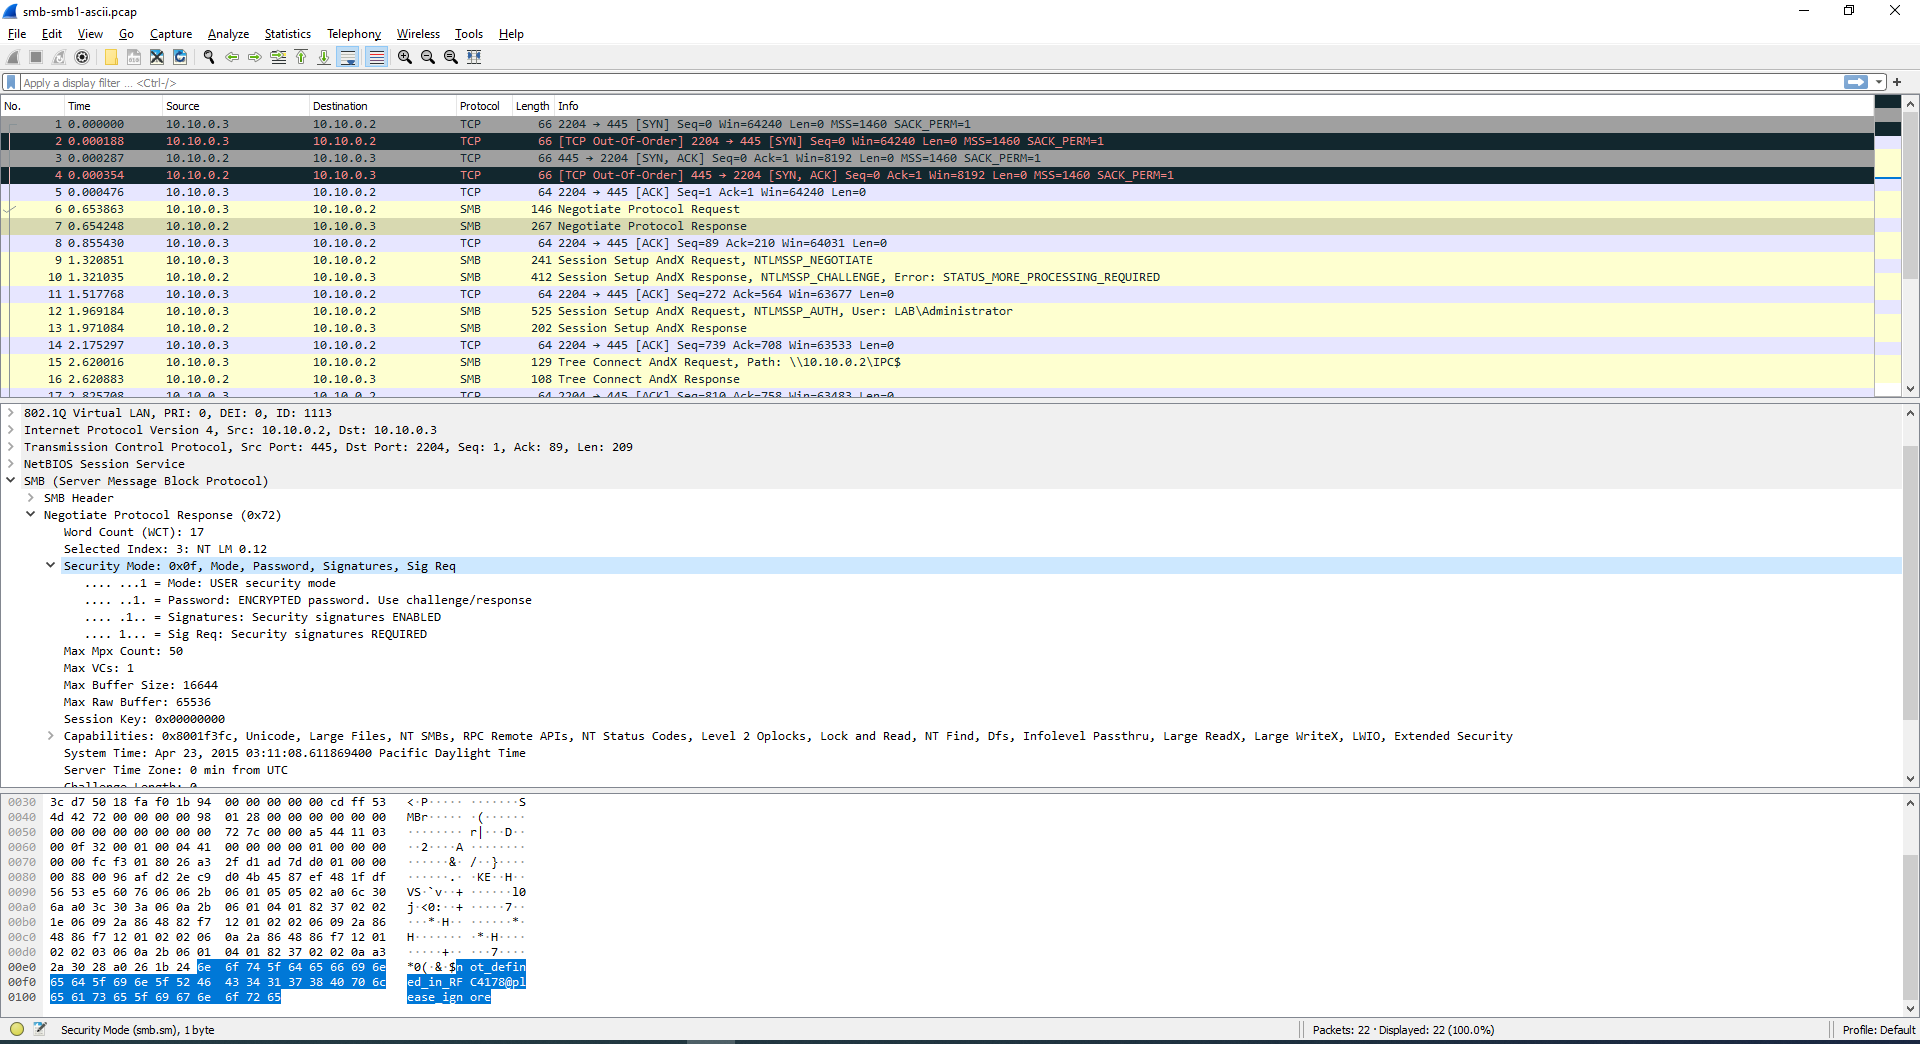 smb-smb1-ascii.pcap
File Edit View Go Capture Analyze Statistics Telephony Wireless Tools Help
Apply a display filter ... <Ctrl-/>
No. Time Source Destination Protocol Length Info
1 0.000000 10.10.0.3 10.10.0.2 TCP 66 2204 → 445 [SYN] Seq=0 Win=64240 Len=0 MSS=1460 SACK_PERM=1
2 0.000188 10.10.0.3 10.10.0.2 TCP 66 [TCP Out-Of-Order] 2204 → 445 [SYN] Seq=0 Win=64240 Len=0 MSS=1460 SACK_PERM=1
3 0.000287 10.10.0.2 10.10.0.3 TCP 66 445 → 2204 [SYN, ACK] Seq=0 Ack=1 Win=8192 Len=0 MSS=1460 SACK_PERM=1
4 0.000354 10.10.0.2 10.10.0.3 TCP 66 [TCP Out-Of-Order] 445 → 2204 [SYN, ACK] Seq=0 Ack=1 Win=8192 Len=0 MSS=1460 SACK_PERM=1
5 0.000476 10.10.0.3 10.10.0.2 TCP 64 2204 → 445 [ACK] Seq=1 Ack=1 Win=64240 Len=0
6 0.653863 10.10.0.3 10.10.0.2 SMB 146 Negotiate Protocol Request
7 0.654248 10.10.0.2 10.10.0.3 SMB 267 Negotiate Protocol Response
8 0.855430 10.10.0.3 10.10.0.2 TCP 64 2204 → 445 [ACK] Seq=89 Ack=210 Win=64031 Len=0
9 1.320851 10.10.0.3 10.10.0.2 SMB 241 Session Setup AndX Request, NTLMSSP_NEGOTIATE
10 1.321035 10.10.0.2 10.10.0.3 SMB 412 Session Setup AndX Response, NTLMSSP_CHALLENGE, Error: STATUS_MORE_PROCESSING_REQUIRED
11 1.517768 10.10.0.3 10.10.0.2 TCP 64 2204 → 445 [ACK] Seq=272 Ack=564 Win=63677 Len=0
12 1.969184 10.10.0.3 10.10.0.2 SMB 525 Session Setup AndX Request, NTLMSSP_AUTH, User: LAB\Administrator
13 1.971084 10.10.0.2 10.10.0.3 SMB 202 Session Setup AndX Response
14 2.175297 10.10.0.3 10.10.0.2 TCP 64 2204 → 445 [ACK] Seq=739 Ack=708 Win=63533 Len=0
15 2.620016 10.10.0.3 10.10.0.2 SMB 129 Tree Connect AndX Request, Path: \\10.10.0.2\IPC$
16 2.620883 10.10.0.2 10.10.0.3 SMB 108 Tree Connect AndX Response
17 2.825708 10.10.0.3 10.10.0.2 TCP 64 2204 → 445 [ACK] Seq=810 Ack=758 Win=63483 Len=0
802.1Q Virtual LAN, PRI: 0, DEI: 0, ID: 1113
Internet Protocol Version 4, Src: 10.10.0.2, Dst: 10.10.0.3
Transmission Control Protocol, Src Port: 445, Dst Port: 2204, Seq: 1, Ack: 89, Len: 209
NetBIOS Session Service
SMB (Server Message Block Protocol)
SMB Header
Negotiate Protocol Response (0x72)
Word Count (WCT): 17
Selected Index: 3: NT LM 0.12
Security Mode: 0x0f, Mode, Password, Signatures, Sig Req
.... ...1 = Mode: USER security mode
.... ..1. = Password: ENCRYPTED password. Use challenge/response
.... .1.. = Signatures: Security signatures ENABLED
.... 1... = Sig Req: Security signatures REQUIRED
Max Mpx Count: 50
Max VCs: 1
Max Buffer Size: 16644
Max Raw Buffer: 65536
Session Key: 0x00000000
Capabilities: 0x8001f3fc, Unicode, Large Files, NT SMBs, RPC Remote APIs, NT Status Codes, Level 2 Oplocks, Lock and Read, NT Find, Dfs, Infolevel Passthru, Large ReadX, Large WriteX, LWIO, Extended Security
System Time: Apr 23, 2015 03:11:08.611869400 Pacific Daylight Time
Server Time Zone: 0 min from UTC
Challenge Length: 0
0030 3c d7 50 18 fa f0 1b 94 00 00 00 00 00 cd ff 53 <·P····· ·······S
0040 4d 42 72 00 00 00 00 98 01 28 00 00 00 00 00 00 MBr····· ·(······
0050 00 00 00 00 00 00 00 00 72 7c 00 00 a5 44 11 03 ········ r|···D··
0060 00 0f 32 00 01 00 04 41 00 00 00 00 01 00 00 00 ··2····A ········
0070 00 00 fc f3 01 80 26 a3 2f d1 ad 7d d0 01 00 00 ······&· /··}····
0080 00 88 00 96 af d2 2e c9 d0 4b 45 87 ef 48 1f df ······.· ·KE··H··
0090 56 53 e5 60 76 06 06 2b 06 01 05 05 02 a0 6c 30 VS·`v··+ ······l0
00a0 6a a0 3c 30 3a 06 0a 2b 06 01 04 01 82 37 02 02 j·<0:··+ ·····7··
00b0 1e 06 09 2a 86 48 82 f7 12 01 02 02 06 09 2a 86 ···*·H·· ······*·
00c0 48 86 f7 12 01 02 02 06 0a 2a 86 48 86 f7 12 01 H······· ·*·H····
00d0 02 02 03 06 0a 2b 06 01 04 01 82 37 02 02 0a a3 ·····+·· ···7····
00e0 2a 30 28 a0 26 1b 24 6e 6f 74 5f 64 65 66 69 6e *0(·&·$n ot_defin
00f0 65 64 5f 69 6e 5f 52 46 43 34 31 37 38 40 70 6c ed_in_RF C4178@pl
0100 65 61 73 65 5f 69 67 6e 6f 72 65 ease_ign ore
Security Mode (smb.sm), 1 byte Packets: 22 · Displayed: 22 (100.0%) Profile: Default